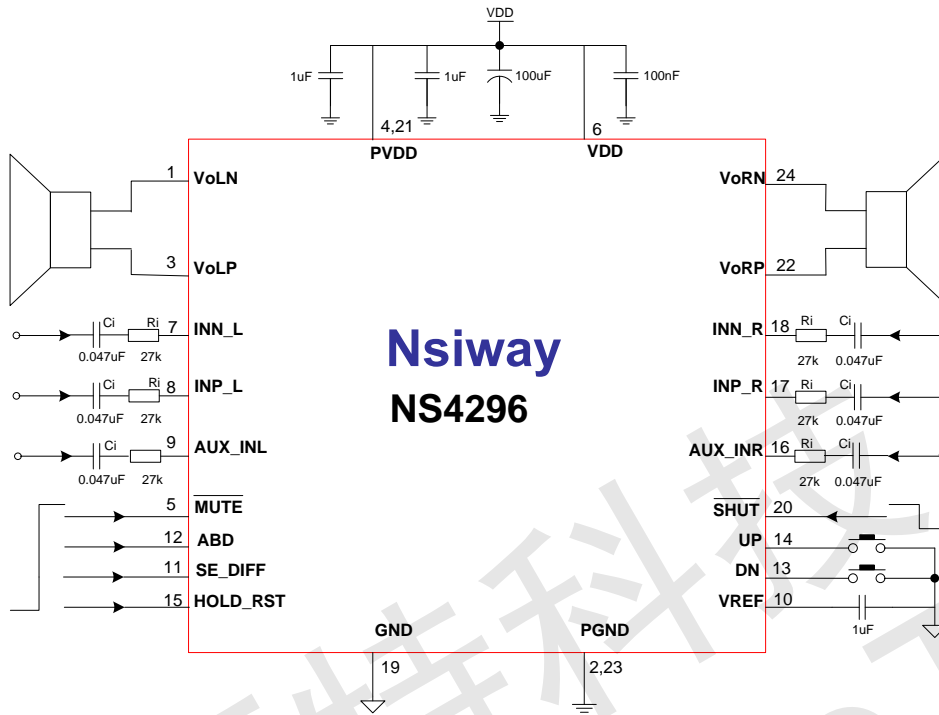 VDD
1uF 1uF 100uF 100nF
4,21 6
PVDD VDD
1 VoLN VoRN 24
3 VoLP VoRP 22
Ci Ri 7 INN_L INN_R 18 Ri Ci
0.047uF 27k 27k 0.047uF
Nsiway
Ci Ri 8 INP_L INP_R 17 Ri Ci
0.047uF 27k 27k 0.047uF
NS4296
Ci 9 AUX_INL AUX_INR 16 Ri Ci
0.047uF 27k 27k 0.047uF
5 MUTE SHUT 20
12 ABD UP 14
11 SE_DIFF DN 13
15 HOLD_RST VREF 10
1uF
GND PGND
19 2,23
特科技